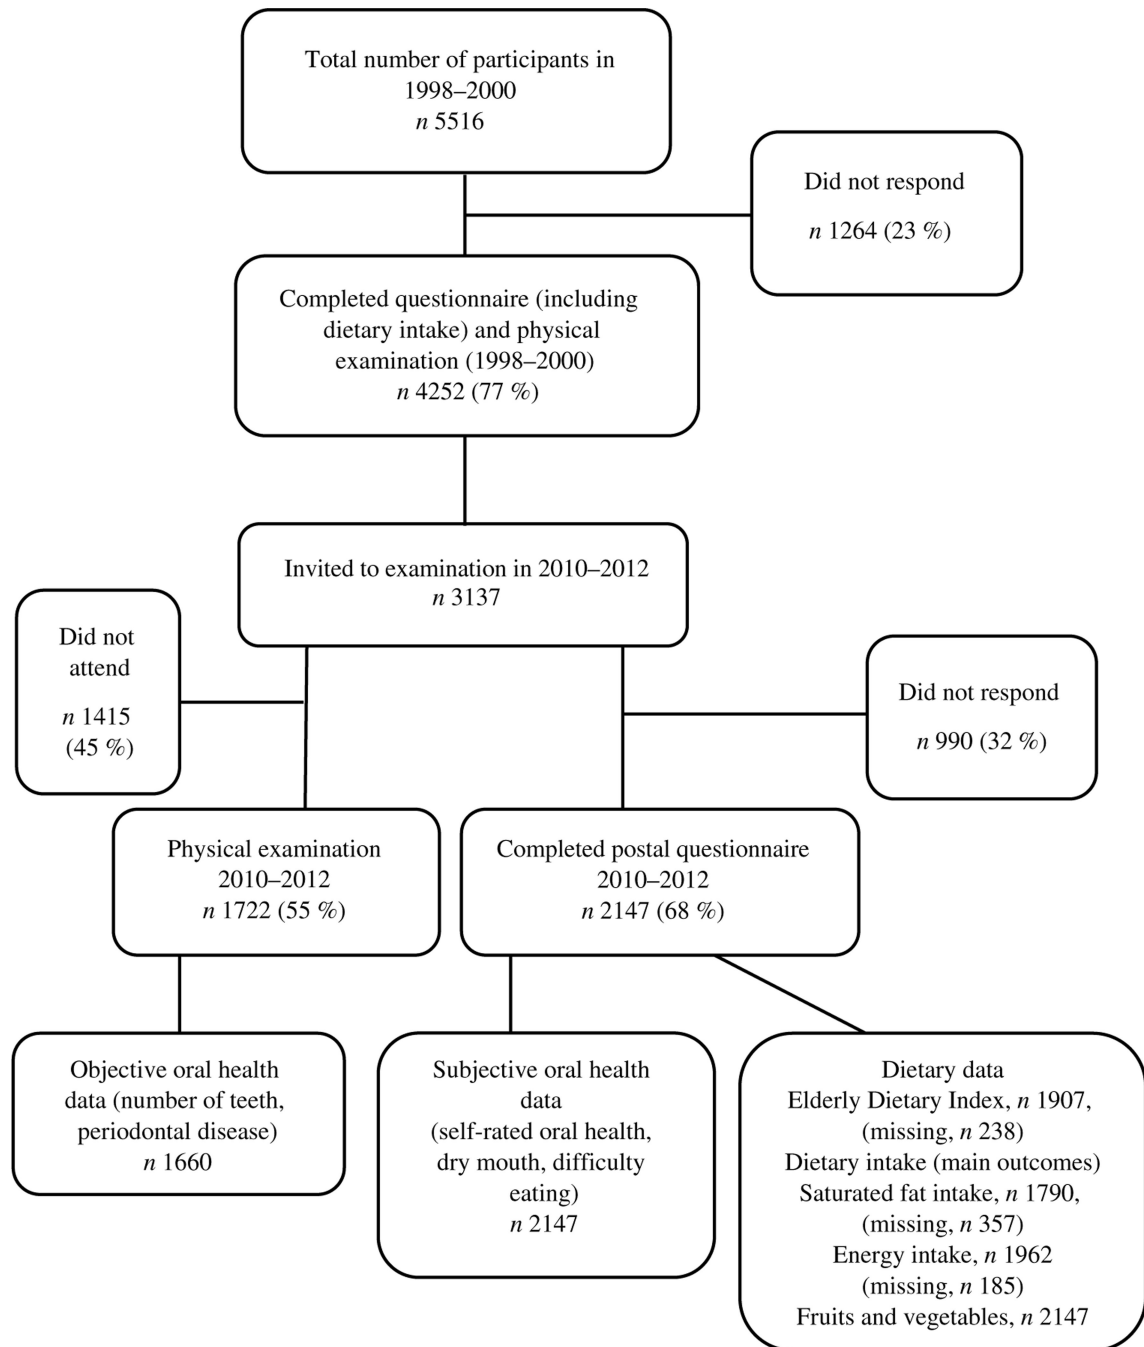 Total number of participants in
1998–2000
n 5516
Did not respond
n 1264 (23 %)
Completed questionnaire (including
dietary intake) and physical
examination (1998–2000)
n 4252 (77 %)
Invited to examination in 2010–2012
n 3137
Did not
attend
n 1415
(45 %)
Did not respond
n 990 (32 %)
Physical examination
2010–2012
n 1722 (55 %)
Completed postal questionnaire
2010–2012
n 2147 (68 %)
Objective oral health
data (number of teeth,
periodontal disease)
n 1660
Subjective oral health
data
(self-rated oral health,
dry mouth, difficulty
eating)
n 2147
Dietary data
Elderly Dietary Index, n 1907,
(missing, n 238)
Dietary intake (main outcomes)
Saturated fat intake, n 1790,
(missing, n 357)
Energy intake, n 1962
(missing, n 185)
Fruits and vegetables, n 2147